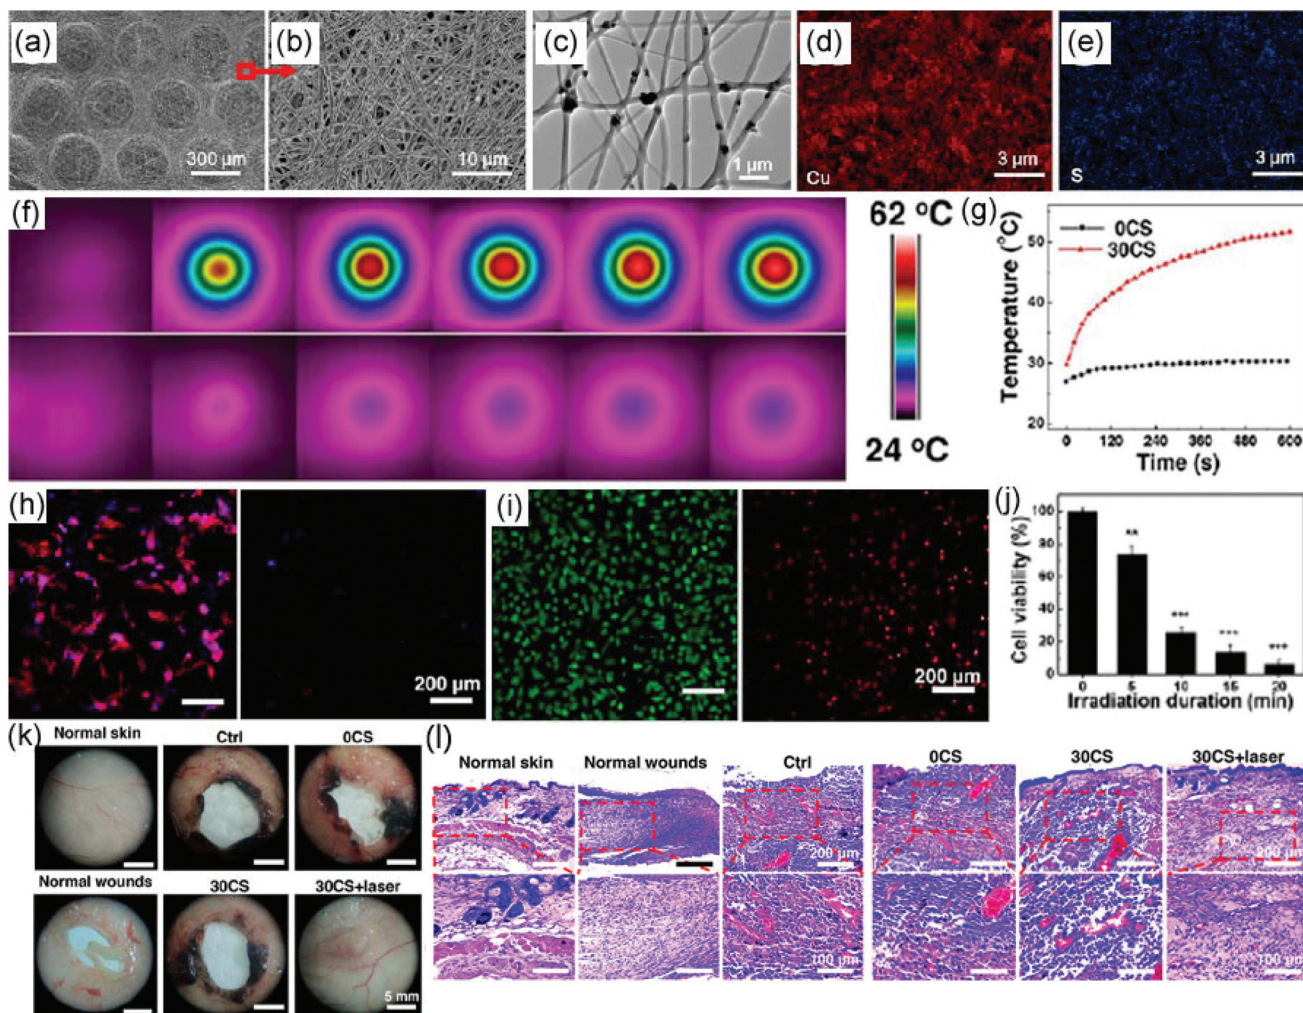 (a)
300 µm
(b)
10 µm
(c)
1 µm
(d)
Cu
3 µm
(e)
S
3 µm
(f)
62 ºC
24 ºC
(g)
0CS
30CS
Temperature (ºC)
50
40
30
20
0 120 240 360 480 600
Time (s)
(h)
200 µm
(i)
200 µm
(j)
Cell viability (%)
100
80
60
40
20
0
**
***
***
***
0 5 10 15 20
Irradiation duration (min)
(k)
Normal skin Ctrl 0CS
Normal wounds 30CS 30CS+laser
5 mm
(l)
Normal skin Normal wounds Ctrl 0CS 30CS 30CS+laser
200 µm 200 µm
100 µm 100 µm